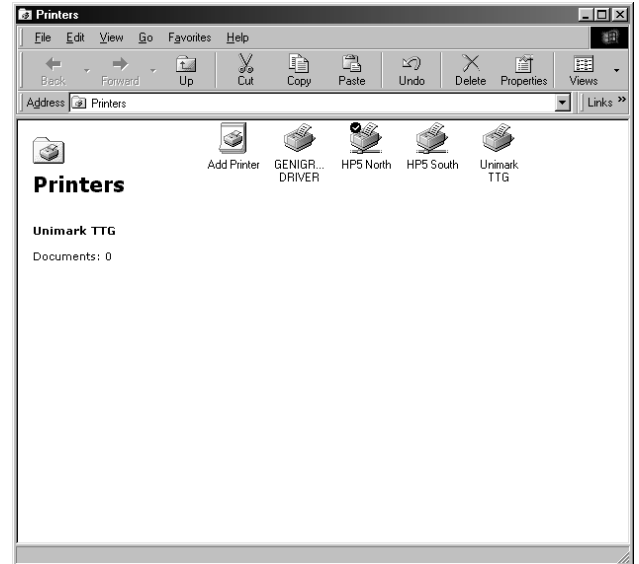 Printers
File Edit View Go Favorites Help
Back Forward Up Cut Copy Paste Undo Delete Properties Views
Address Printers Links »
Add Printer GENIGR... DRIVER HP5 North HP5 South Unimark TTG
Printers
Unimark TTG
Documents: 0